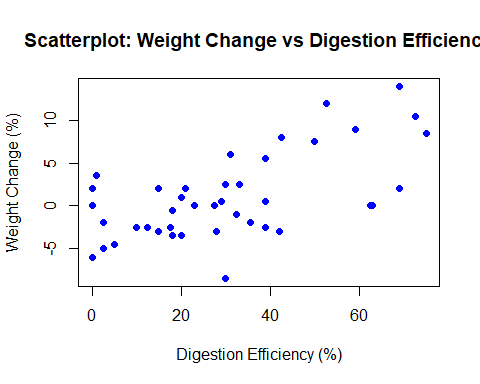 Scatterplot: Weight Change vs Digestion Efficienc
10
5
0
-5
Weight Change (%)
0 20 40 60
Digestion Efficiency (%)